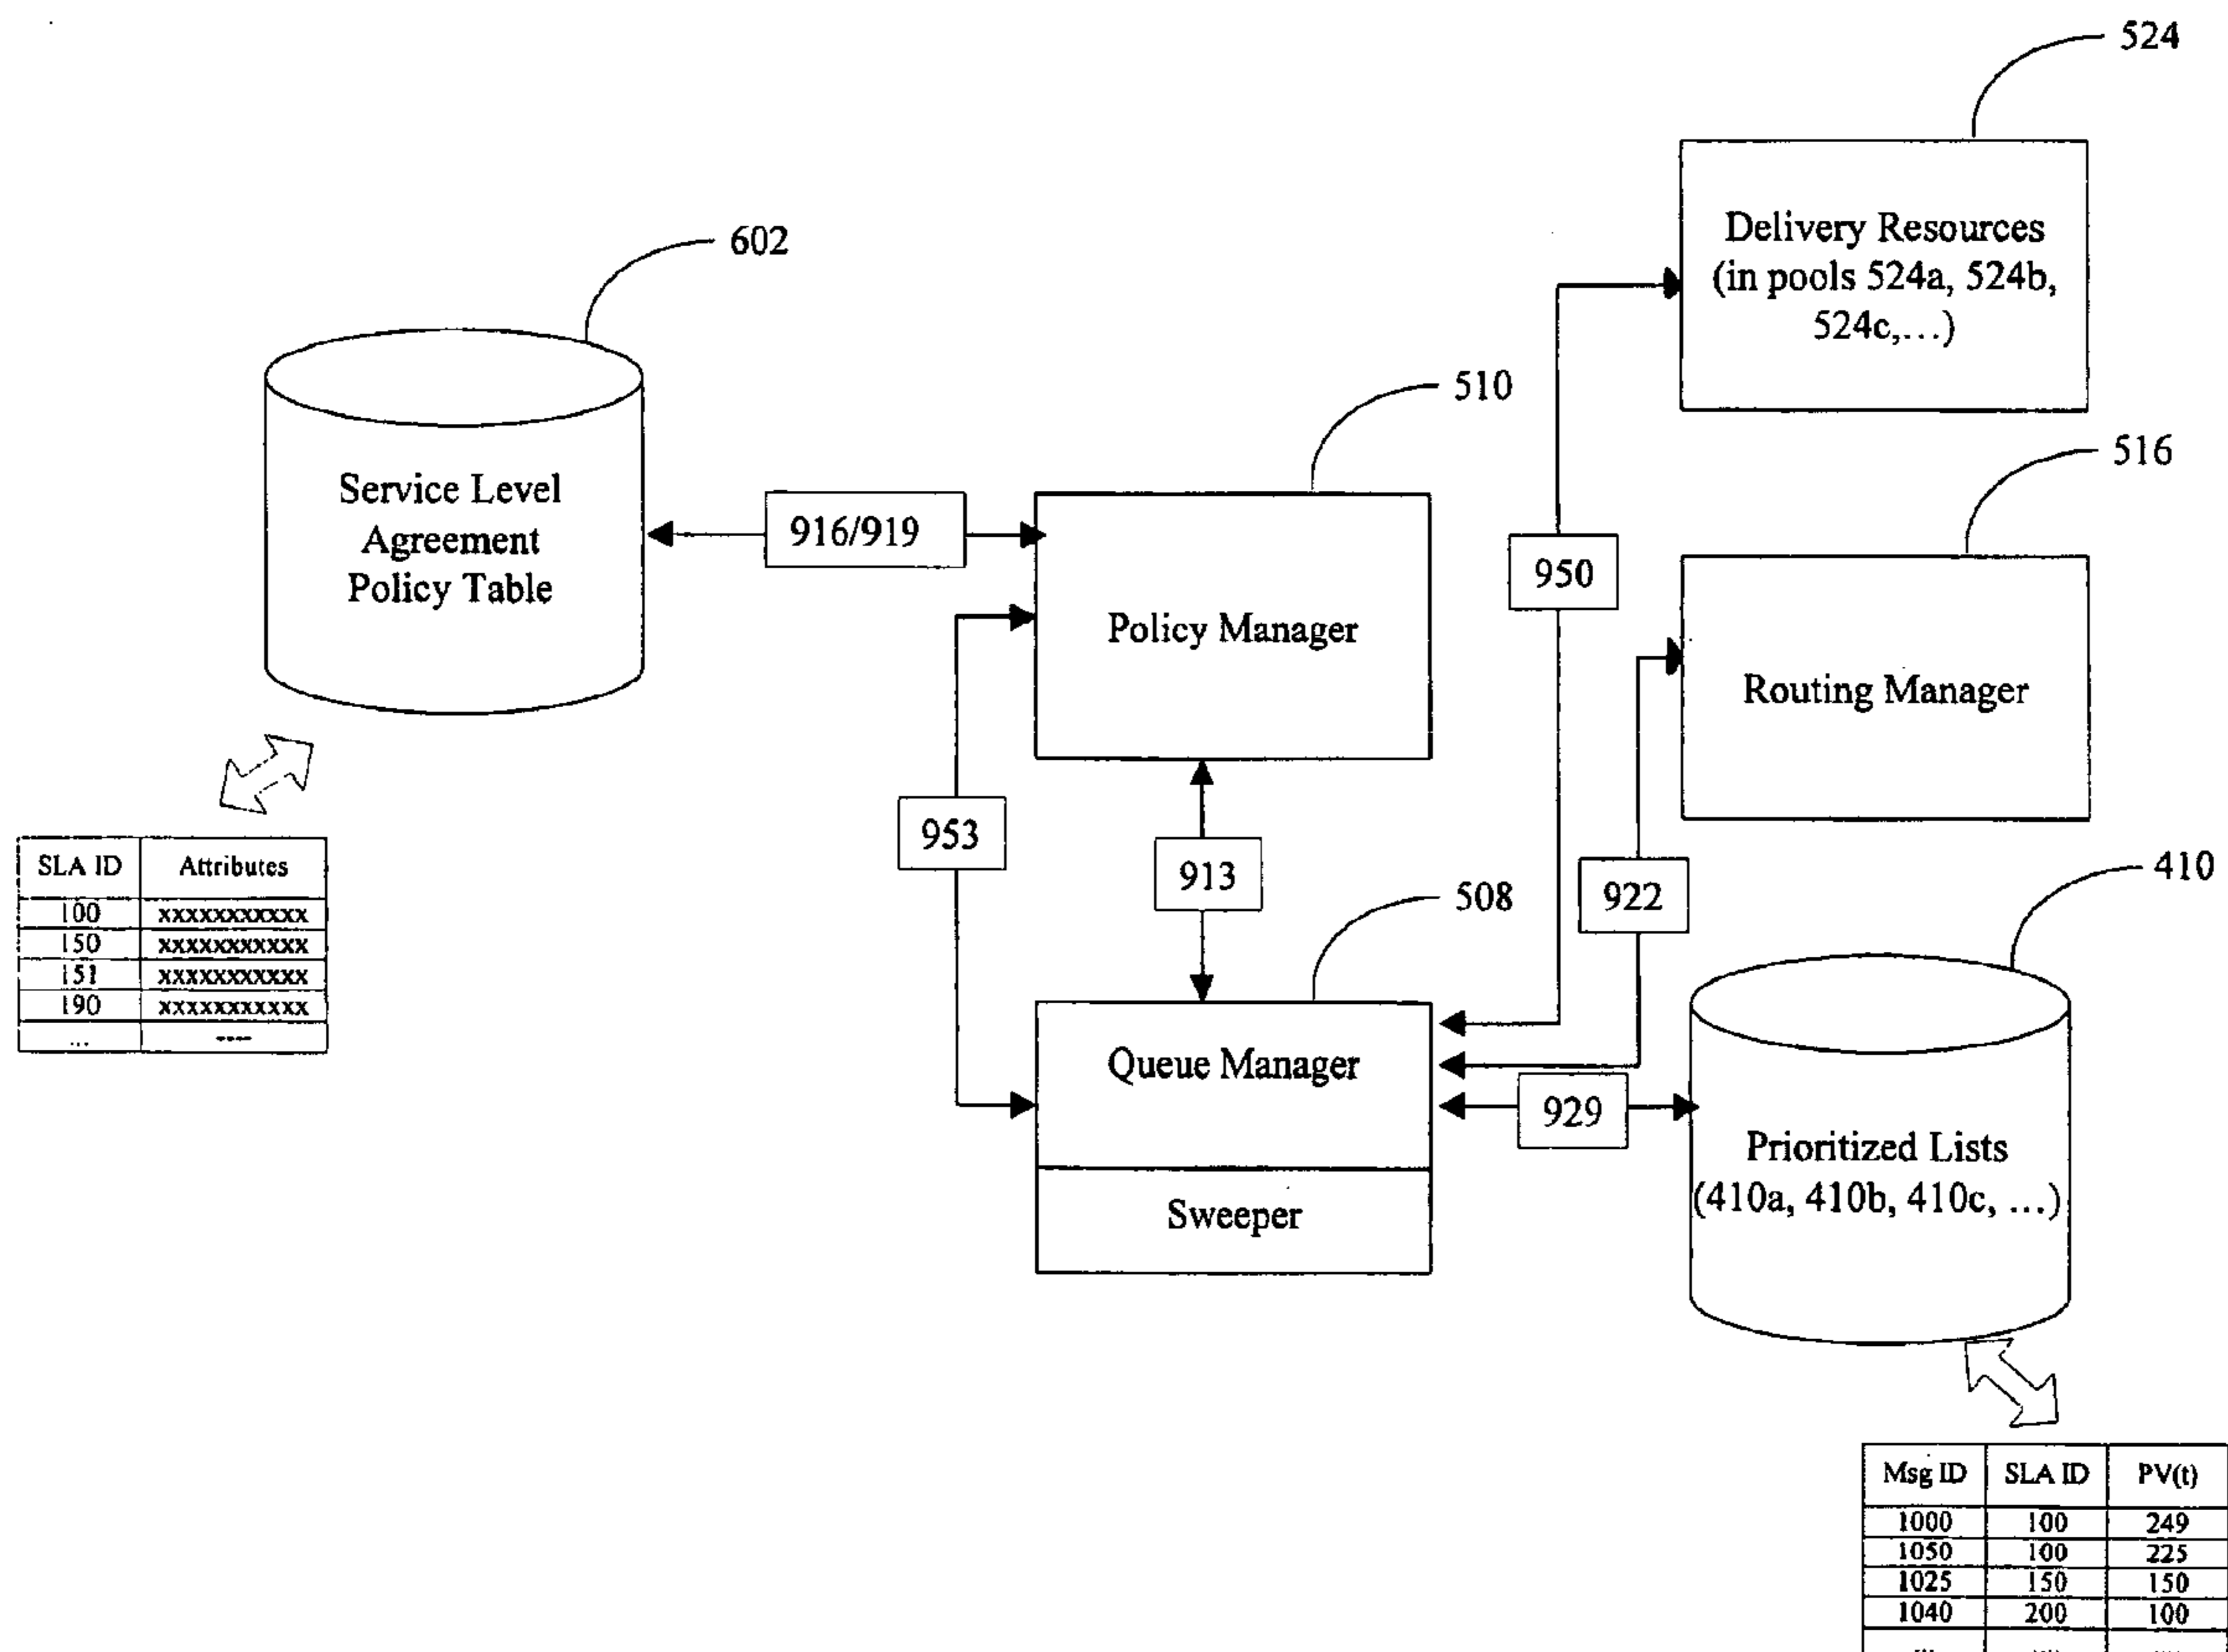 524
Delivery Resources
(in pools 524a, 524b,
524c,...)
602
Service Level
Agreement
Policy Table
916/919
510
Policy Manager
950
516
Routing Manager
953
913
922
SLA ID Attributes
100 xxxxxxxxxxx
150 xxxxxxxxxxx
151 xxxxxxxxxxx
190 xxxxxxxxxxx
... ----
508
Queue Manager
Sweeper
929
410
Prioritized Lists
(410a, 410b, 410c, ...)
Msg ID SLA ID PV(t)
1000 100 249
1050 100 225
1025 150 150
1040 200 100
... ... ...